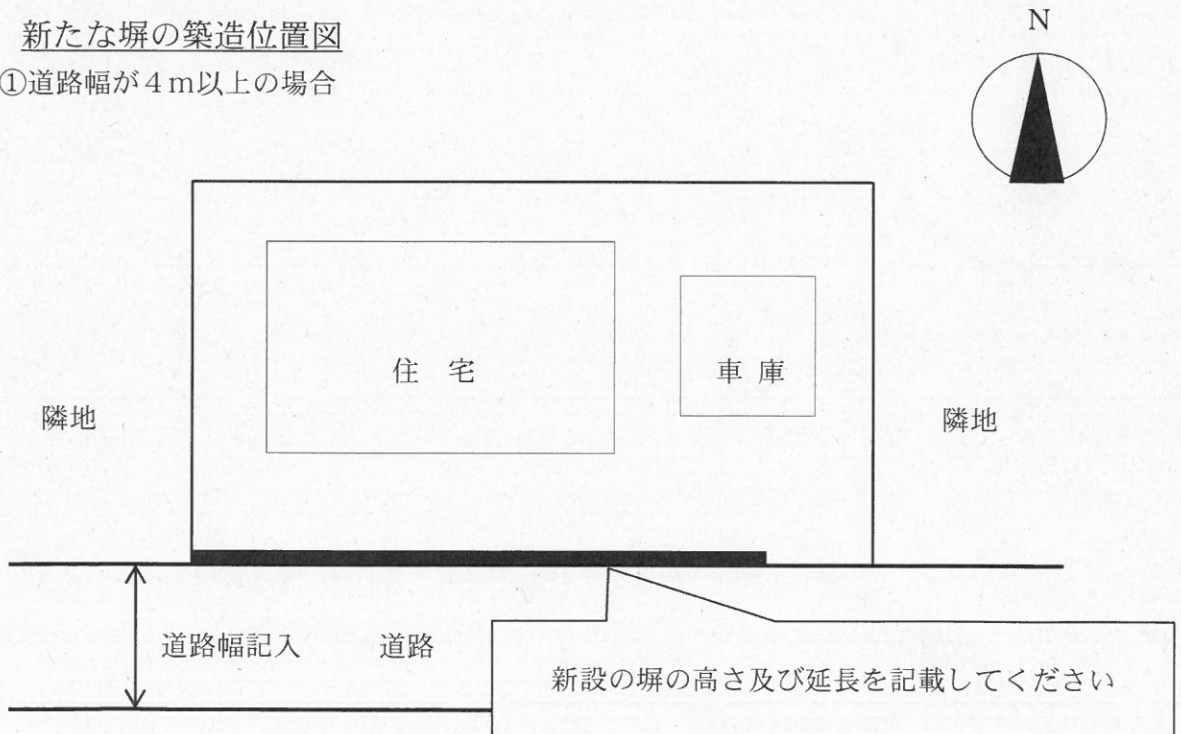 新たな塀の築造位置図
①道路幅が4m以上の場合
N
住 宅
車 庫
隣地
隣地
道路幅記入
道路
新設の塀の高さ及び延長を記載してください